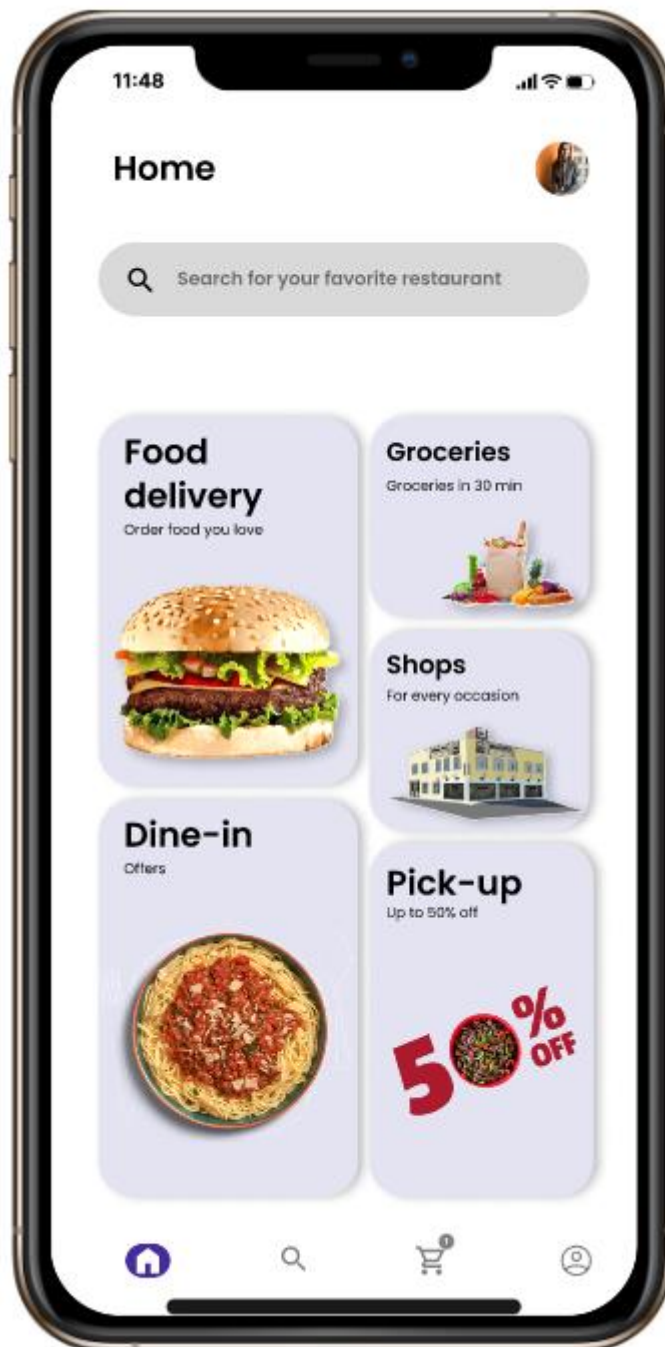 11:48
Home
Search for your favorite restaurant
Food
delivery
Order food you love
Groceries
Groceries in 30 min
Shops
For every occasion
Dine-in
Offers
Pick-up
Up to 50% off
50%
OFF